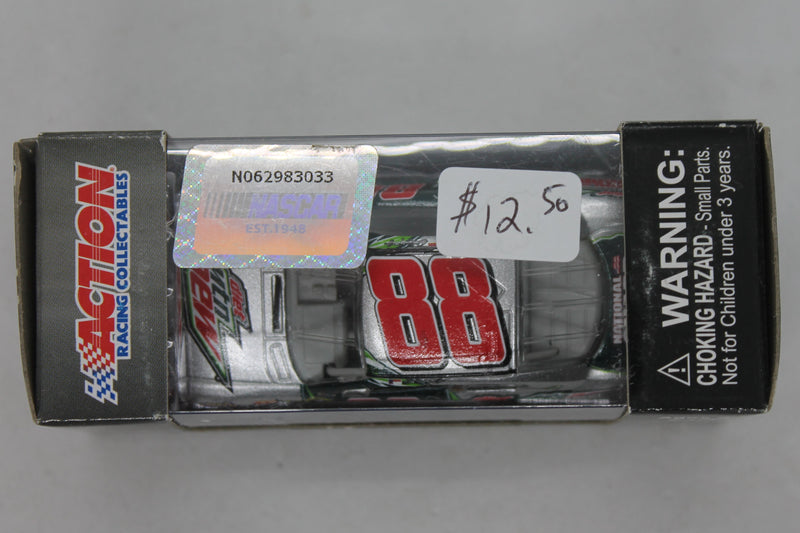 ACTION
RACING COLLECTABLES
N062983033
NASCAR
EST.1948
$12.50
88
NATIONAL
WARNING:
CHOKING HAZARD - Small Parts.
Not for Children under 3 years.